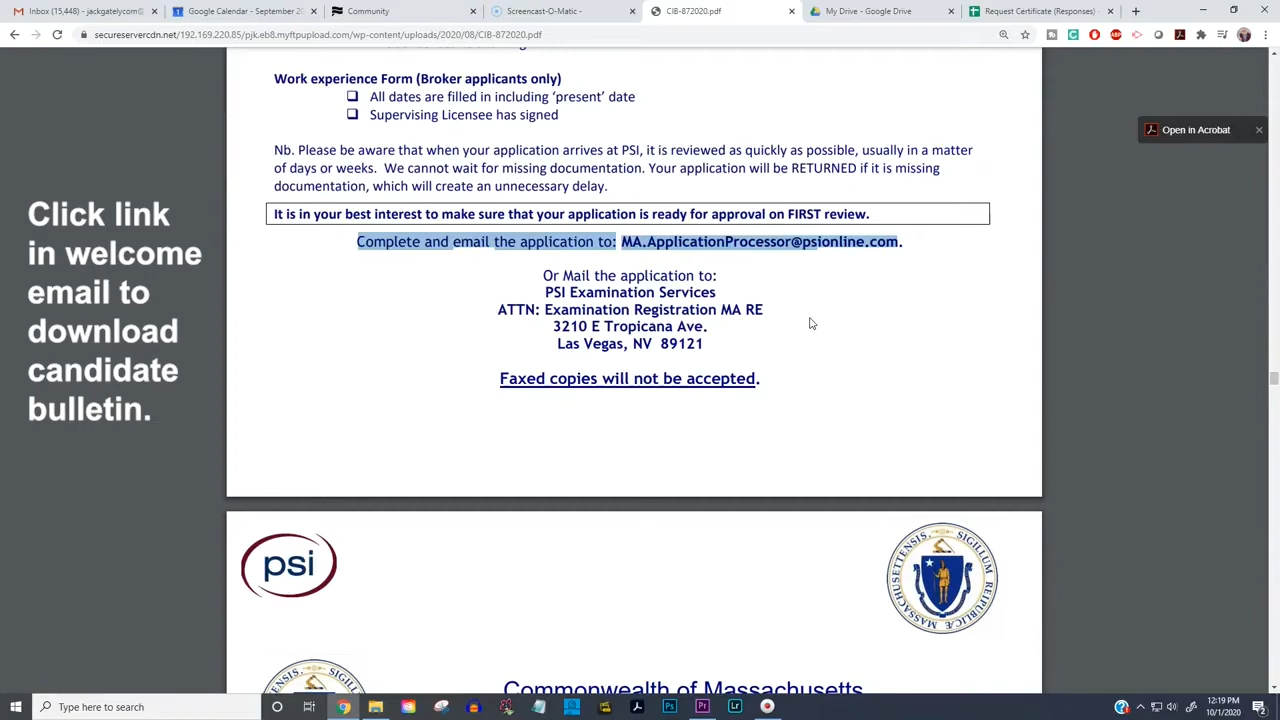 Inbox (15,448) - jackgatelycom@
Google Calendar - September 20
Community
Screencast-O-Matic -
CIB-872020.pdf
My Drive - Google Drive
Request Certificate (Responses) -
secureservercdn.net/192.169.220.85/pjk.eb8.myftpupload.com/wp-content/uploads/2020/08/CIB-872020.pdf
Work experience Form (Broker applicants only)
All dates are filled in including ‘present’ date
Supervising Licensee has signed
Open in Acrobat
Nb. Please be aware that when your application arrives at PSI, it is reviewed as quickly as possible, usually in a matter
of days or weeks. We cannot wait for missing documentation. Your application will be RETURNED if it is missing
documentation, which will create an unnecessary delay.
It is in your best interest to make sure that your application is ready for approval on FIRST review.
Complete and email the application to: MA.ApplicationProcessor@psionline.com.
Or Mail the application to:
PSI Examination Services
ATTN: Examination Registration MA RE
3210 E Tropicana Ave.
Las Vegas, NV 89121
Faxed copies will not be accepted.
Click link
in welcome
email to
download
candidate
bulletin.
psi
Commonwealth of Massachusetts
Type here to search
12:19 PM
10/1/2020